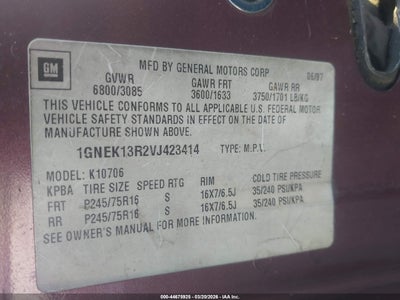 GM
MFD BY GENERAL MOTORS CORP 06/97
GVWR GAWR FRT GAWR RR
6800/3085 3600/1633 3750/1701 LB/KG
THIS VEHICLE CONFORMS TO ALL APPLICABLE U.S. FEDERAL MOTOR
VEHICLE SAFETY STANDARDS IN EFFECT ON THE DATE OF
MANUFACTURE SHOWN ABOVE.
1GNEK13R2VJ423414 TYPE: M.P.V.
MODEL: K10706
KPBA TIRE SIZE SPEED RTG RIM COLD TIRE PRESSURE
FRT P245/75R16 S 16X7/6.5J 35/240 PSI/KPA
RR P245/75R16 S 16X7/6.5J 35/240 PSI/KPA
SEE OWNER'S MANUAL FOR MORE INFORMATION.
000-44679929 - 03/20/2026 - IAAI.COM